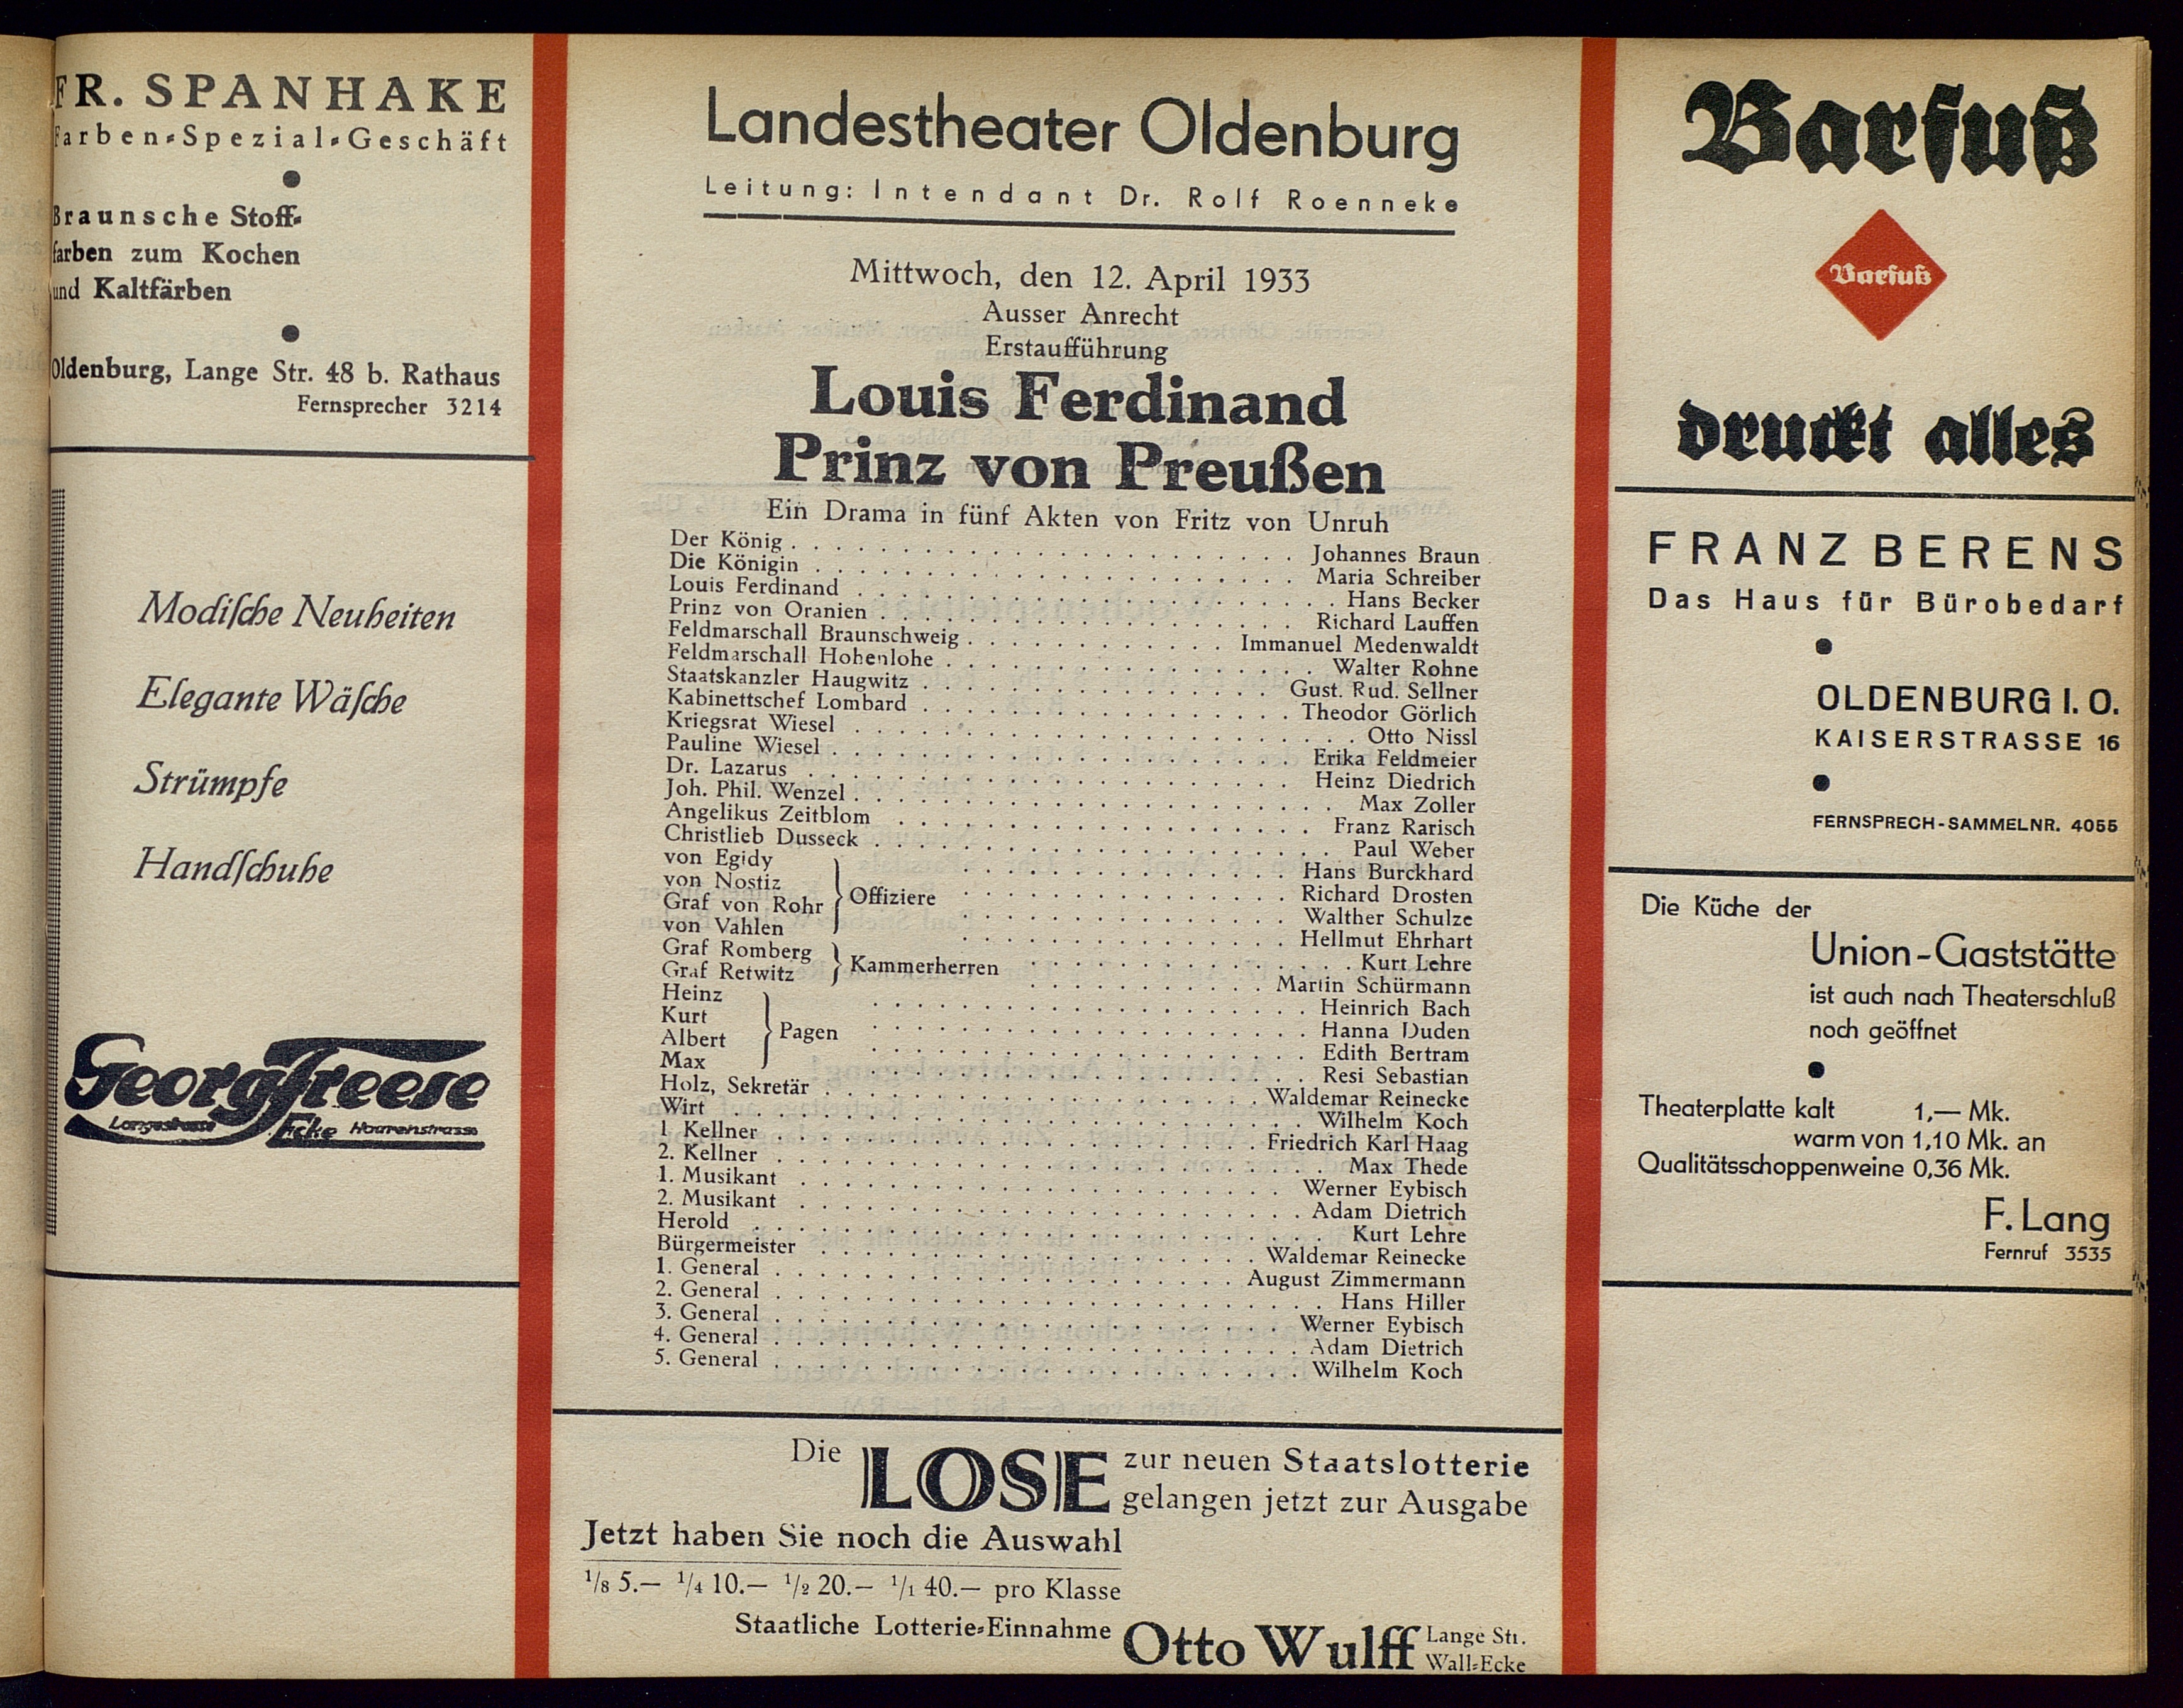 FR. SPANHAKE
Farben-Spezial-Geschäft
Braunsche Stoff-
farben zum Kochen
und Kaltfärben
Oldenburg, Lange Str. 48 b. Rathaus
Fernsprecher 3214
Modiſche Neuheiten
Elegante Wäſche
Strümpfe
Handſchuhe
Georg Freese
Langestrasse Ecke Haarenstrasse
Landestheater Oldenburg
Leitung: Intendant Dr. Rolf Roenneke
Mittwoch, den 12. April 1933
Ausser Anrecht
Erstaufführung
Louis Ferdinand
Prinz von Preußen
Ein Drama in fünf Akten von Fritz von Unruh
Der König . . . Johannes Braun
Die Königin . . . Maria Schreiber
Louis Ferdinand . . . Hans Becker
Prinz von Oranien . . . Richard Lauffen
Feldmarschall Braunschweig . . . Immanuel Medenwaldt
Feldmarschall Hohenlohe . . . Walter Rohne
Staatskanzler Haugwitz . . . Gust. Rud. Sellner
Kabinettschef Lombard . . . Theodor Görlich
Kriegsrat Wiesel . . . Otto Nissl
Pauline Wiesel . . . Erika Feldmeier
Dr. Lazarus . . . Heinz Diedrich
Joh. Phil. Wenzel . . . Max Zoller
Angelikus Zeitblom . . . Franz Rarisch
Christlieb Dusseck . . . Paul Weber
von Egidy . . . Hans Burckhard
von Nostiz . . . Richard Drosten
Offiziere
Graf von Rohr . . . Walther Schulze
von Vahlen . . . Hellmut Ehrhart
Graf Romberg . . . Kurt Lehre
Kammerherren
Graf Retwitz . . . Martin Schürmann
Heinz . . . Heinrich Bach
Kurt . . . Hanna Duden
Pagen
Albert . . . Edith Bertram
Max . . . Resi Sebastian
Holz, Sekretär . . . Waldemar Reinecke
Wirt . . . Wilhelm Koch
1. Kellner . . . Friedrich Karl Haag
2. Kellner . . . Max Thede
1. Musikant . . . Werner Eybisch
2. Musikant . . . Adam Dietrich
Herold . . . Kurt Lehre
Bürgermeister . . . Waldemar Reinecke
1. General . . . August Zimmermann
2. General . . . Hans Hiller
3. General . . . Werner Eybisch
4. General . . . Adam Dietrich
5. General . . . Wilhelm Koch
Die LOSE zur neuen Staatslotterie
gelangen jetzt zur Ausgabe
Jetzt haben Sie noch die Auswahl
1/8 5.— 1/4 10.— 1/2 20.— 1/1 40.— pro Klasse
Staatliche Lotterie-Einnahme Otto Wulff Lange Str.
Wall-Ecke
Barfuß
Barfuß
druckt alles
FRANZ BERENS
Das Haus für Bürobedarf
OLDENBURG I. O.
KAISERSTRASSE 16
FERNSPRECH-SAMMELNR. 4055
Die Küche der
Union-Gaststätte
ist auch nach Theaterschluß
noch geöffnet
Theaterplatte kalt 1,— Mk.
warm von 1,10 Mk. an
Qualitätsschoppenweine 0,36 Mk.
F. Lang
Fernruf 3535